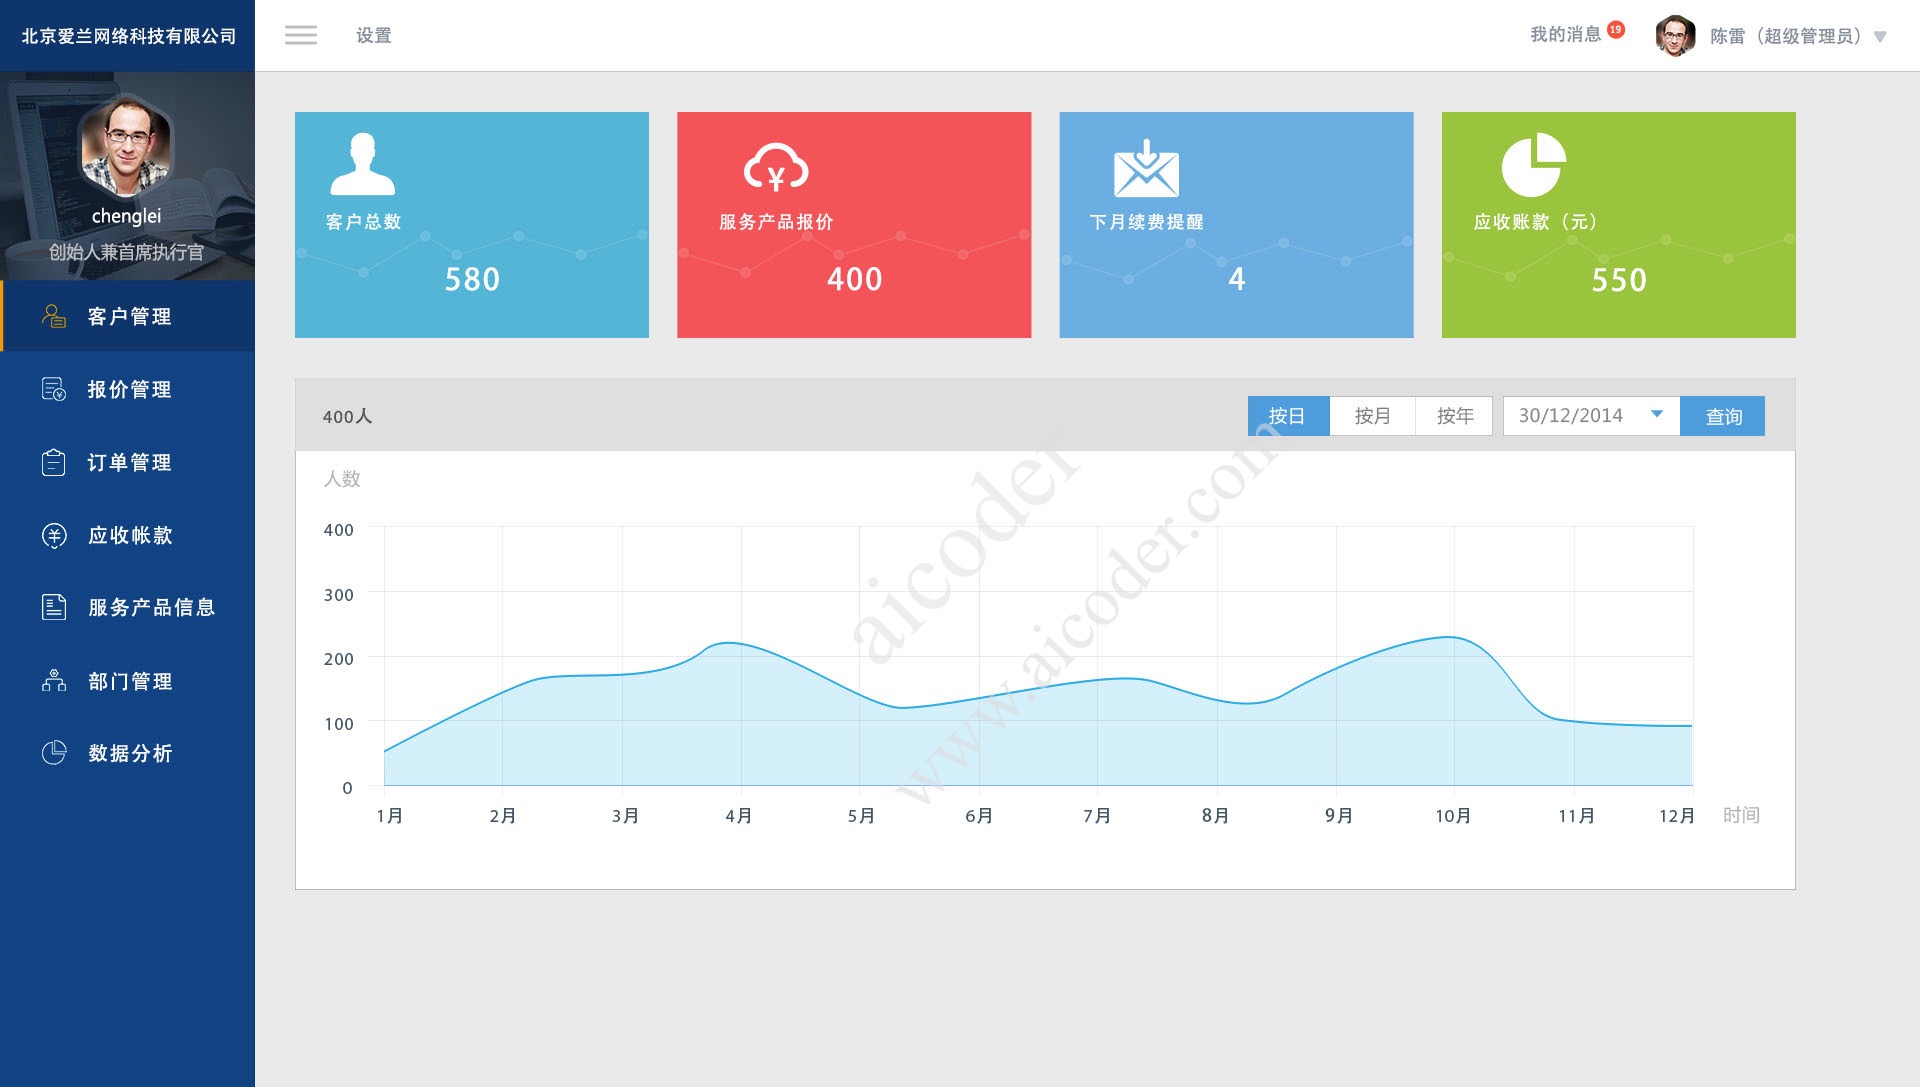 北京爱兰网络科技有限公司
设置
我的消息 19
陈雷（超级管理员）
chenglei
创始人兼首席执行官
客户管理
报价管理
订单管理
应收帐款
服务产品信息
部门管理
数据分析
客户总数
580
服务产品报价
400
下月续费提醒
4
应收账款（元）
550
400人
按日 按月 按年 30/12/2014 查询
人数
400
300
200
100
0
1月 2月 3月 4月 5月 6月 7月 8月 9月 10月 11月 12月 时间
aicoder
www.aicoder.com